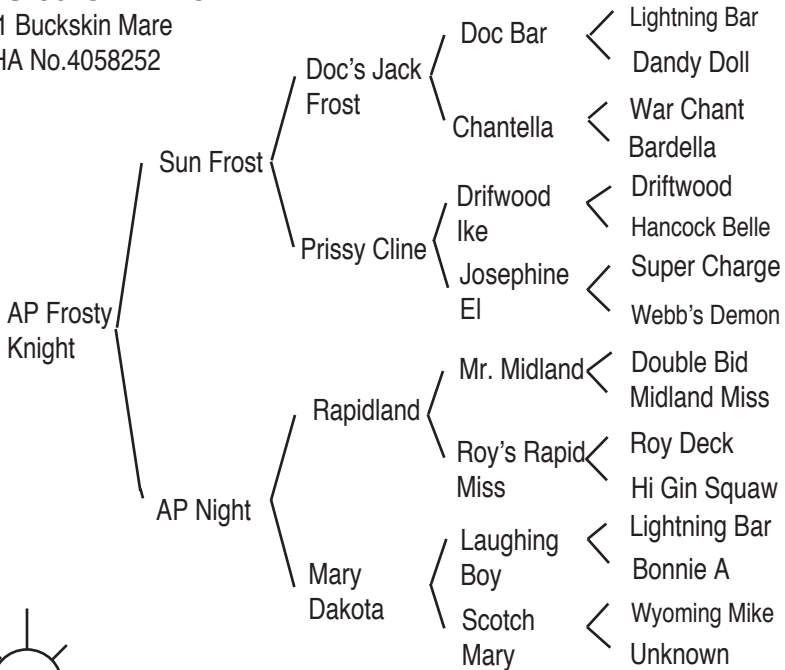 1 Buckskin Mare
HA No.4058252
Doc Bar
Lightning Bar
Dandy Doll
Doc's Jack
Frost
Chantella
War Chant
Bardella
Sun Frost
Drifwood
Ike
Driftwood
Hancock Belle
Prissy Cline
Josephine
El
Super Charge
Webb's Demon
AP Frosty
Knight
Mr. Midland
Double Bid
Midland Miss
Rapidland
Roy's Rapid
Miss
Roy Deck
Hi Gin Squaw
AP Night
Laughing
Boy
Lightning Bar
Bonnie A
Mary
Dakota
Scotch
Mary
Wyoming Mike
Unknown